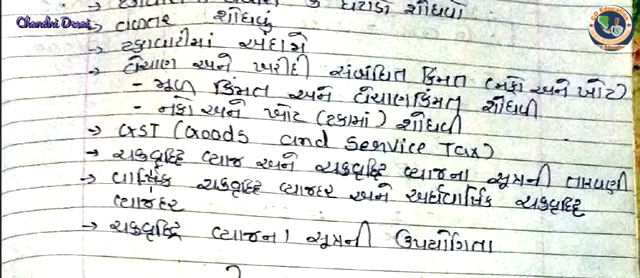 Chandni Desai
→ વળતર શોધવું
→ ટકાવારીમાં અંદાજે
→ વેચાણ અને ખરીદી સંબંધિત કિંમત (નફો અને ખોટ)
- મૂળ કિંમત અને વેચાણકિંમત શોધવી
- નફો અને ખોટ (ટકામાં) શોધવી
→ GST (Goods and Service Tax)
→ ચક્રવૃદ્ધિ વ્યાજ અને ચક્રવૃદ્ધિ વ્યાજના સૂત્રની તારવણી
→ વાર્ષિક ચક્રવૃદ્ધિ વ્યાજદર અને અર્ધવાર્ષિક ચક્રવૃદ્ધિ
વ્યાજદર
→ ચક્રવૃદ્ધિ વ્યાજના સૂત્રની ઉપયોગિતા